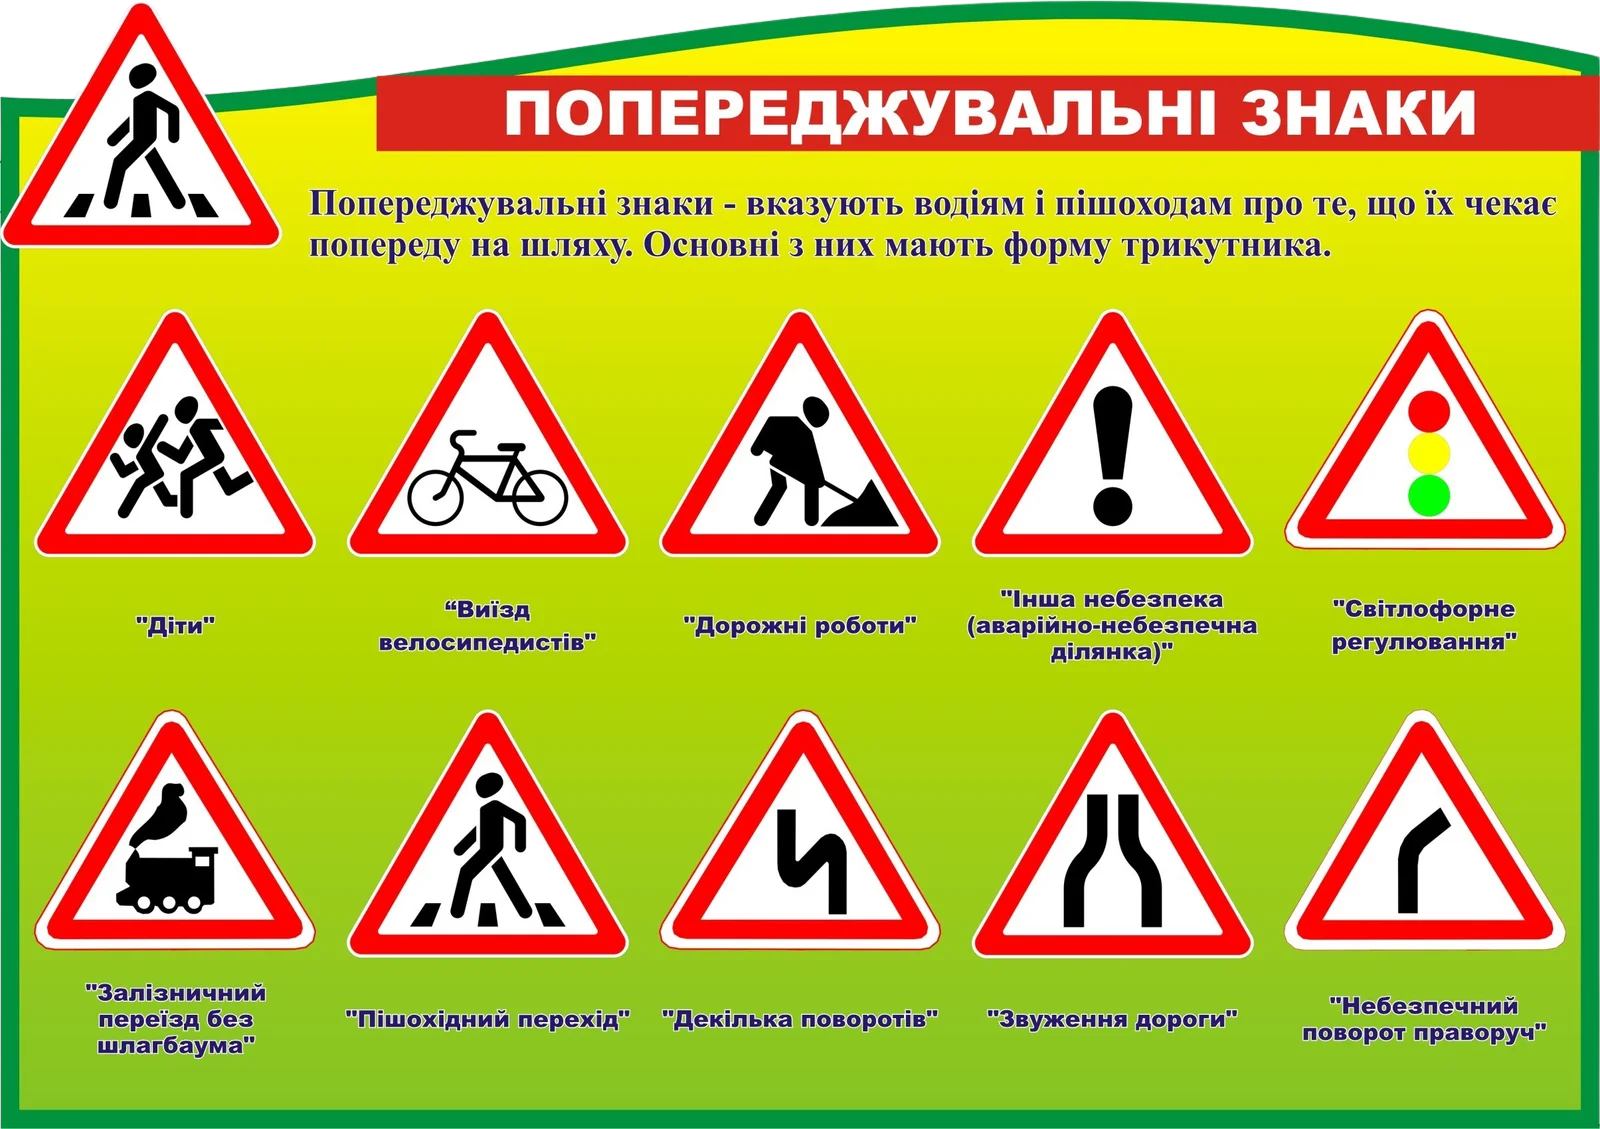 ПОПЕРЕДЖУВАЛЬНІ ЗНАКИ
Попереджувальні знаки - вказують водіям і пішоходам про те, що їх чекає
попереду на шляху. Основні з них мають форму трикутника.
"Діти"
“Виїзд
велосипедистів"
"Дорожні роботи"
"Інша небезпека
(аварійно-небезпечна
ділянка)"
"Світлофорне
регулювання"
"Залізничний
переїзд без
шлагбаума"
"Пішохідний перехід"
"Декілька поворотів"
"Звуження дороги"
"Небезпечний
поворот праворуч"